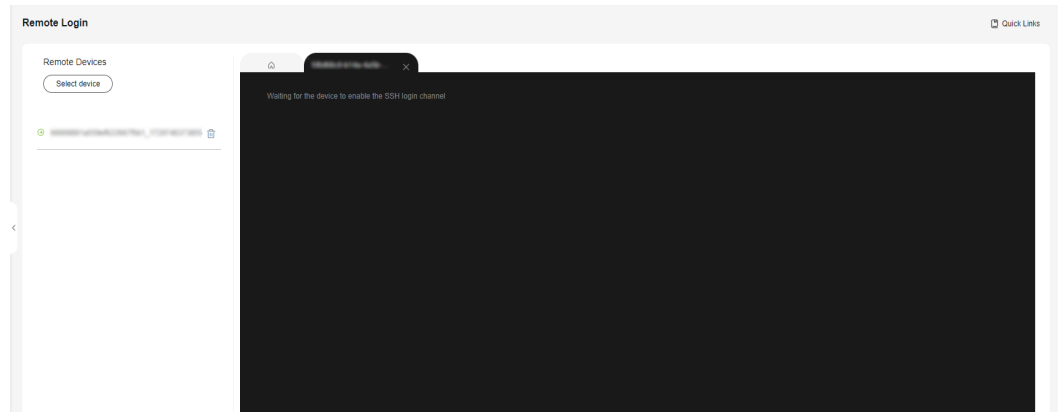 Remote Login
Quick Links
Remote Devices
Select device
Waiting for the device to enable the SSH login channel